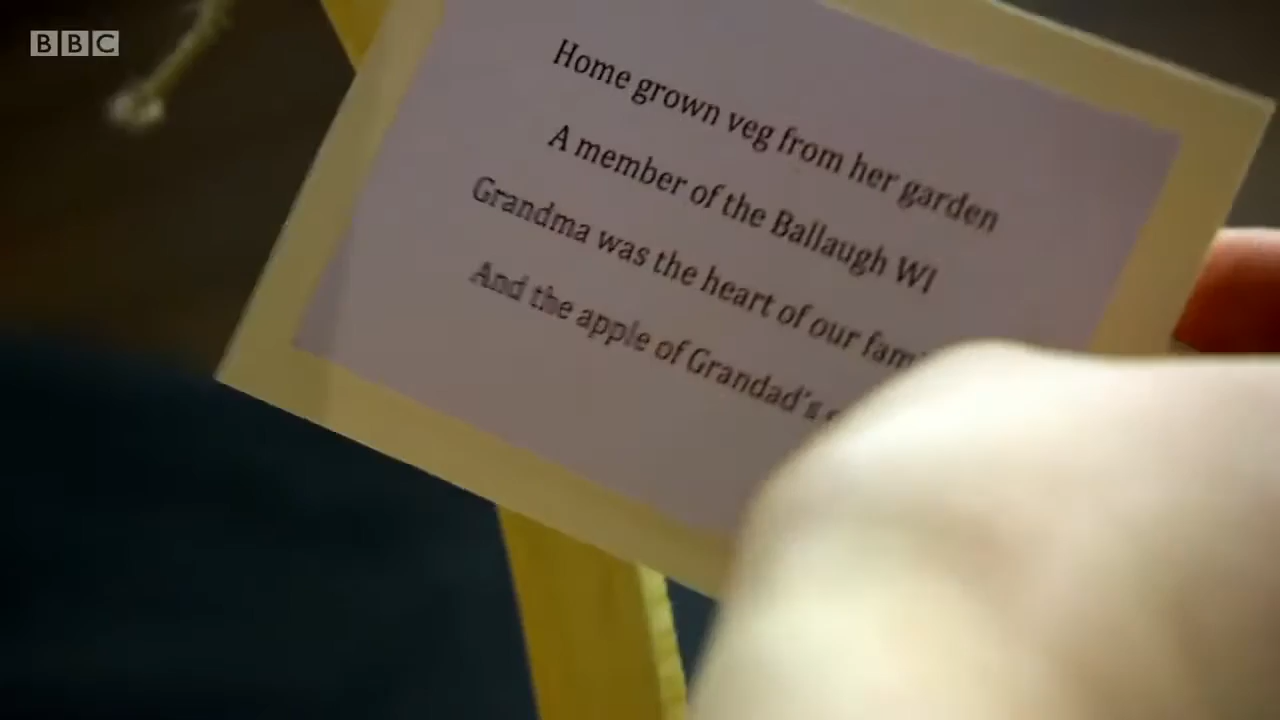 BBC
Home grown veg from her garden
A member of the Ballaugh WI
Grandma was the heart of our
And the apple of Grandad's